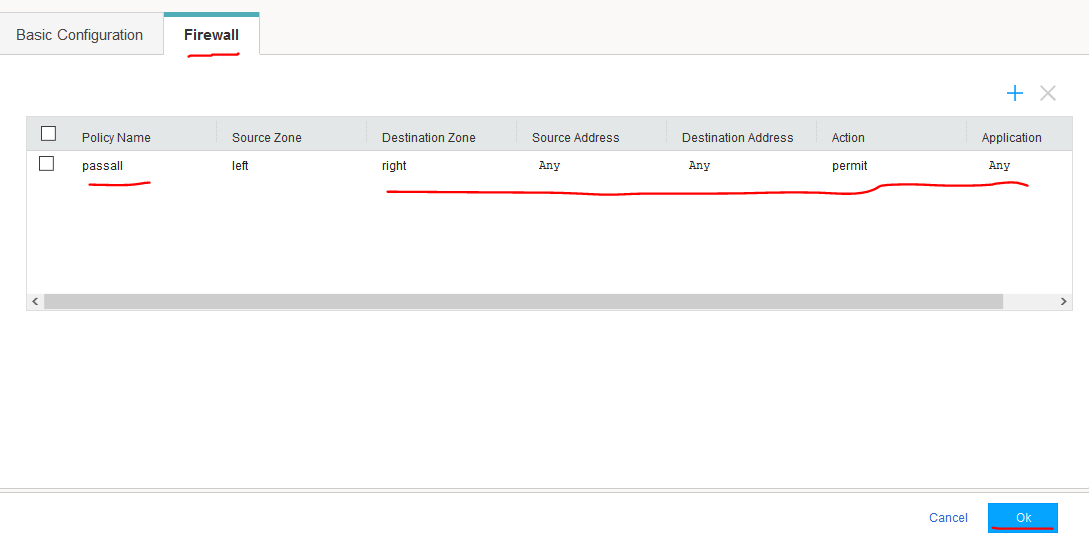 Basic Configuration Firewall
Policy Name Source Zone Destination Zone Source Address Destination Address Action Application
passall left right Any Any permit Any
Cancel Ok